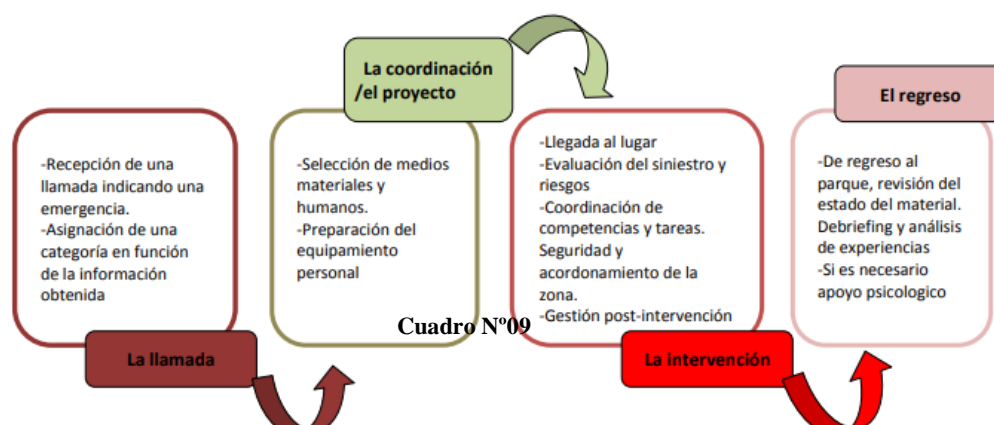 La coordinación
/el proyecto
El regreso
-Recepción de una
llamada indicando una
emergencia.
-Asignación de una
categoría en función
de la información
obtenida
La llamada
-Selección de medios
materiales y
humanos.
-Preparación del
equipamiento
personal
-Llegada al lugar
-Evaluación del siniestro y
riesgos
-Coordinación de
competencias y tareas.
Seguridad y
acordonamiento de la
zona.
-Gestión post-intervención
La intervención
-De regreso al
parque, revisión del
estado del material.
Debriefing y análisis
de experiencias
-Si es necesario
apoyo psicologico
Cuadro Nº09